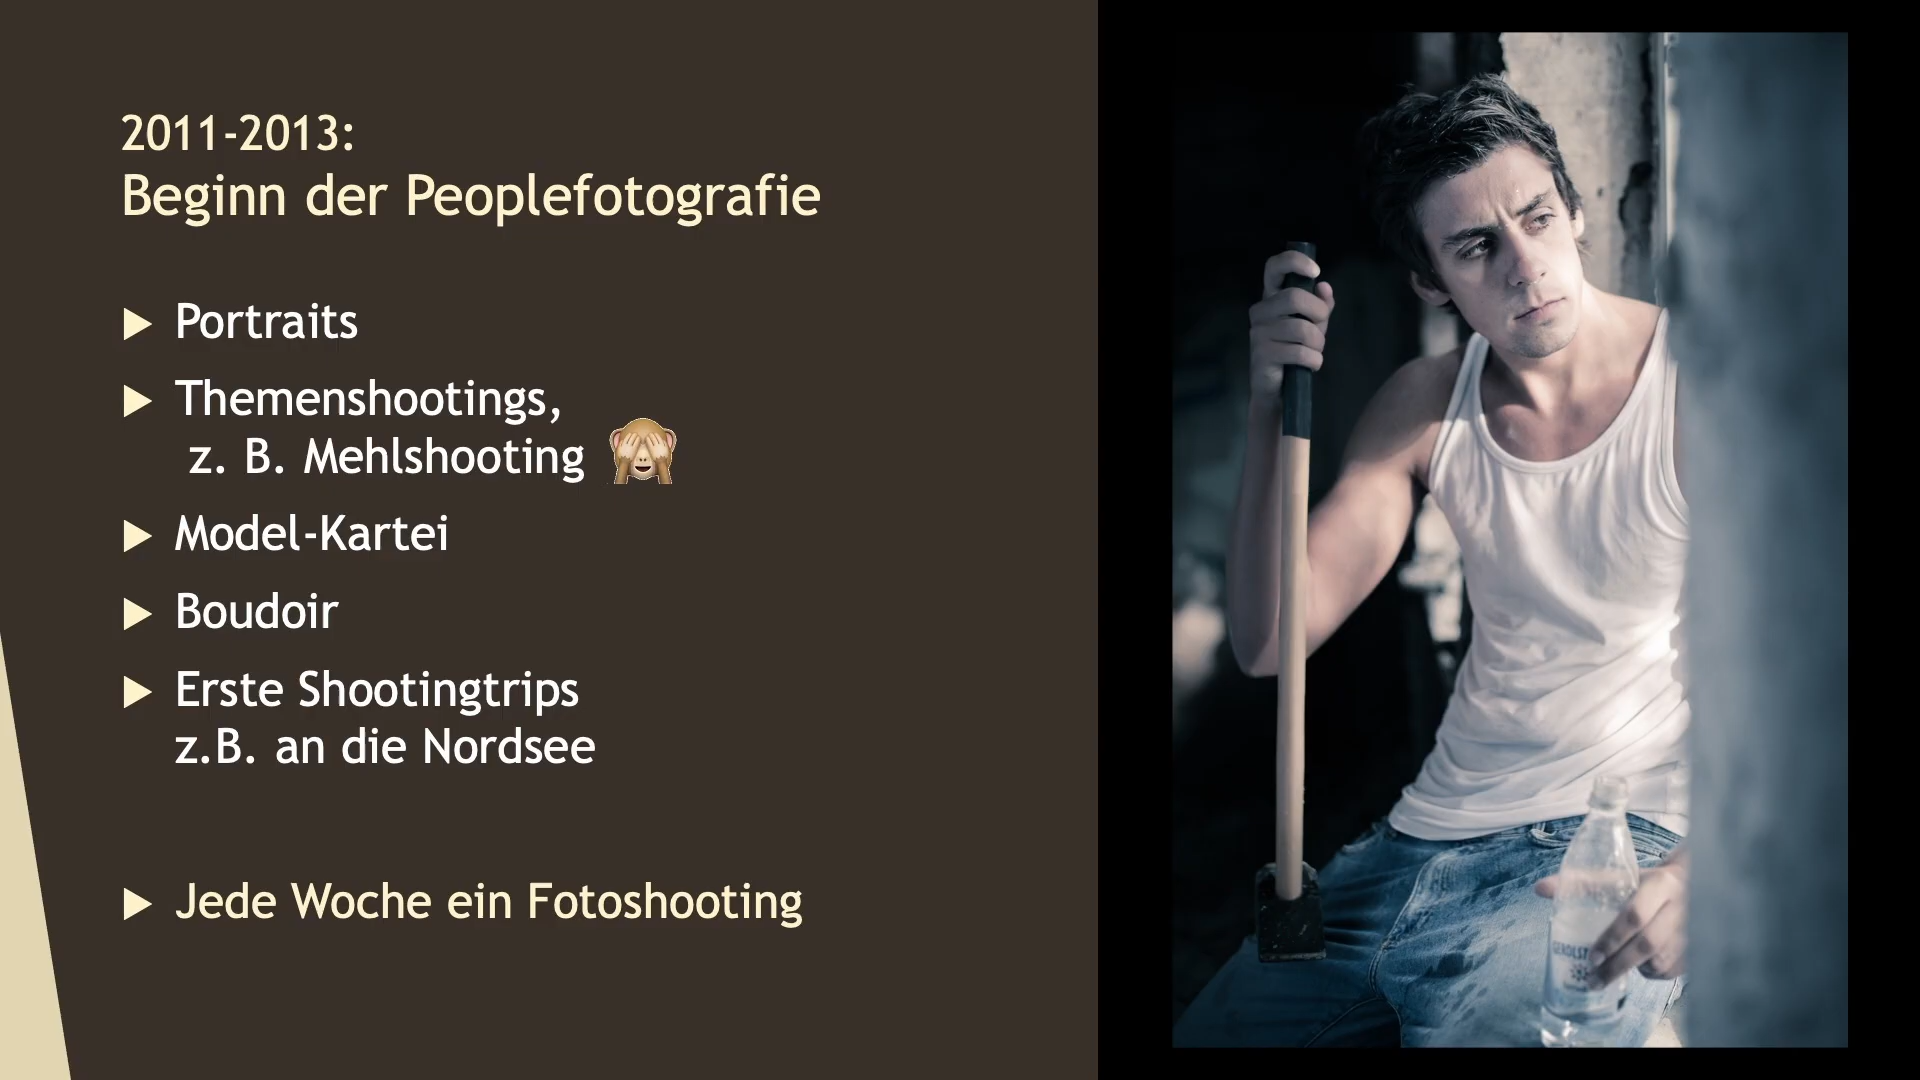 2011-2013:
Beginn der Peoplefotografie
Portraits
Themenshootings,
z. B. Mehlshooting 🙈
Model-Kartei
Boudoir
Erste Shootingtrips
z.B. an die Nordsee
Jede Woche ein Fotoshooting